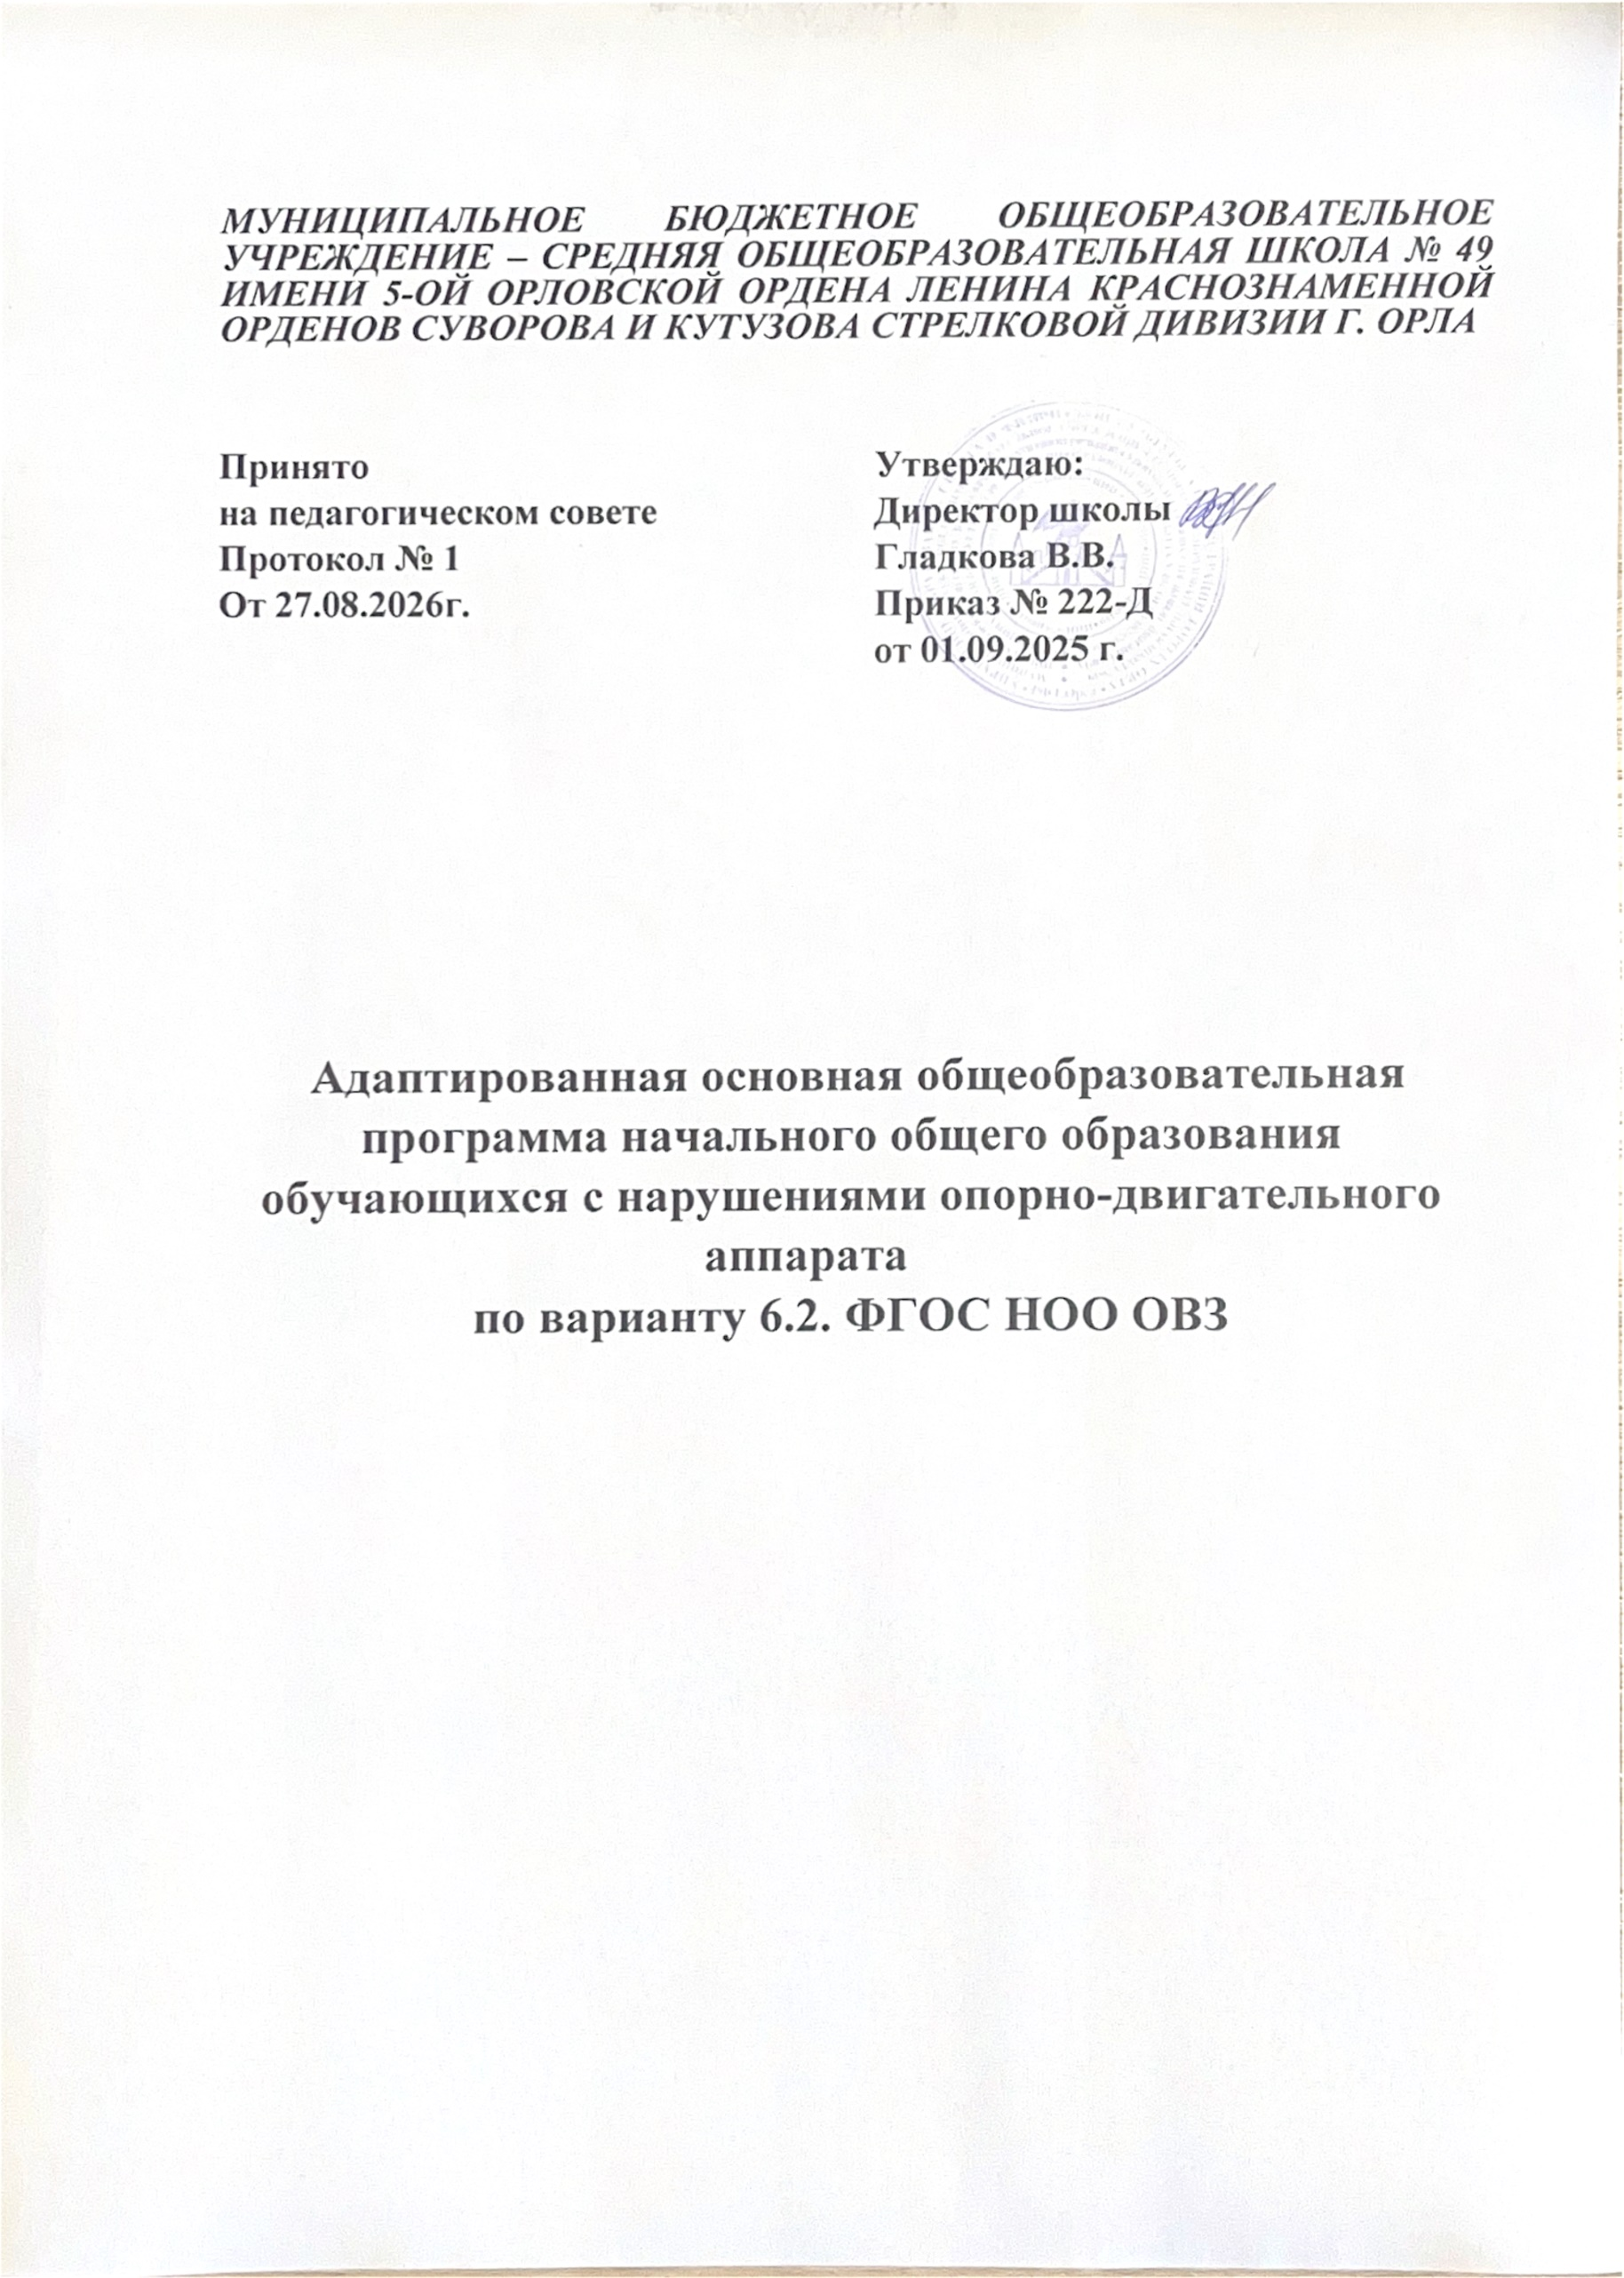 МУНИЦИПАЛЬНОЕ БЮДЖЕТНОЕ ОБЩЕОБРАЗОВАТЕЛЬНОЕ
УЧРЕЖДЕНИЕ – СРЕДНЯЯ ОБЩЕОБРАЗОВАТЕЛЬНАЯ ШКОЛА № 49
ИМЕНИ 5-ОЙ ОРЛОВСКОЙ ОРДЕНА ЛЕНИНА КРАСНОЗНАМЕННОЙ
ОРДЕНОВ СУВОРОВА И КУТУЗОВА СТРЕЛКОВОЙ ДИВИЗИИ Г. ОРЛА
Принято
на педагогическом совете
Протокол № 1
От 27.08.2026г.
Утверждаю:
Директор школы
Гладкова В.В.
Приказ № 222-Д
от 01.09.2025 г.
Адаптированная основная общеобразовательная
программа начального общего образования
обучающихся с нарушениями опорно-двигательного
аппарата
по варианту 6.2. ФГОС НОО ОВЗ